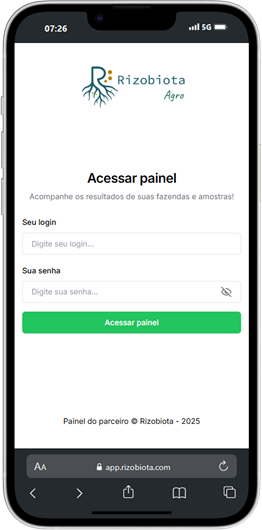 07:26
5G
Rizobiota
Agro
Acessar painel
Acompanhe os resultados de suas fazendas e amostras!
Seu login
Digite seu login...
Sua senha
Digite sua senha...
Acessar painel
Painel do parceiro © Rizobiota - 2025
AA
app.rizobiota.com